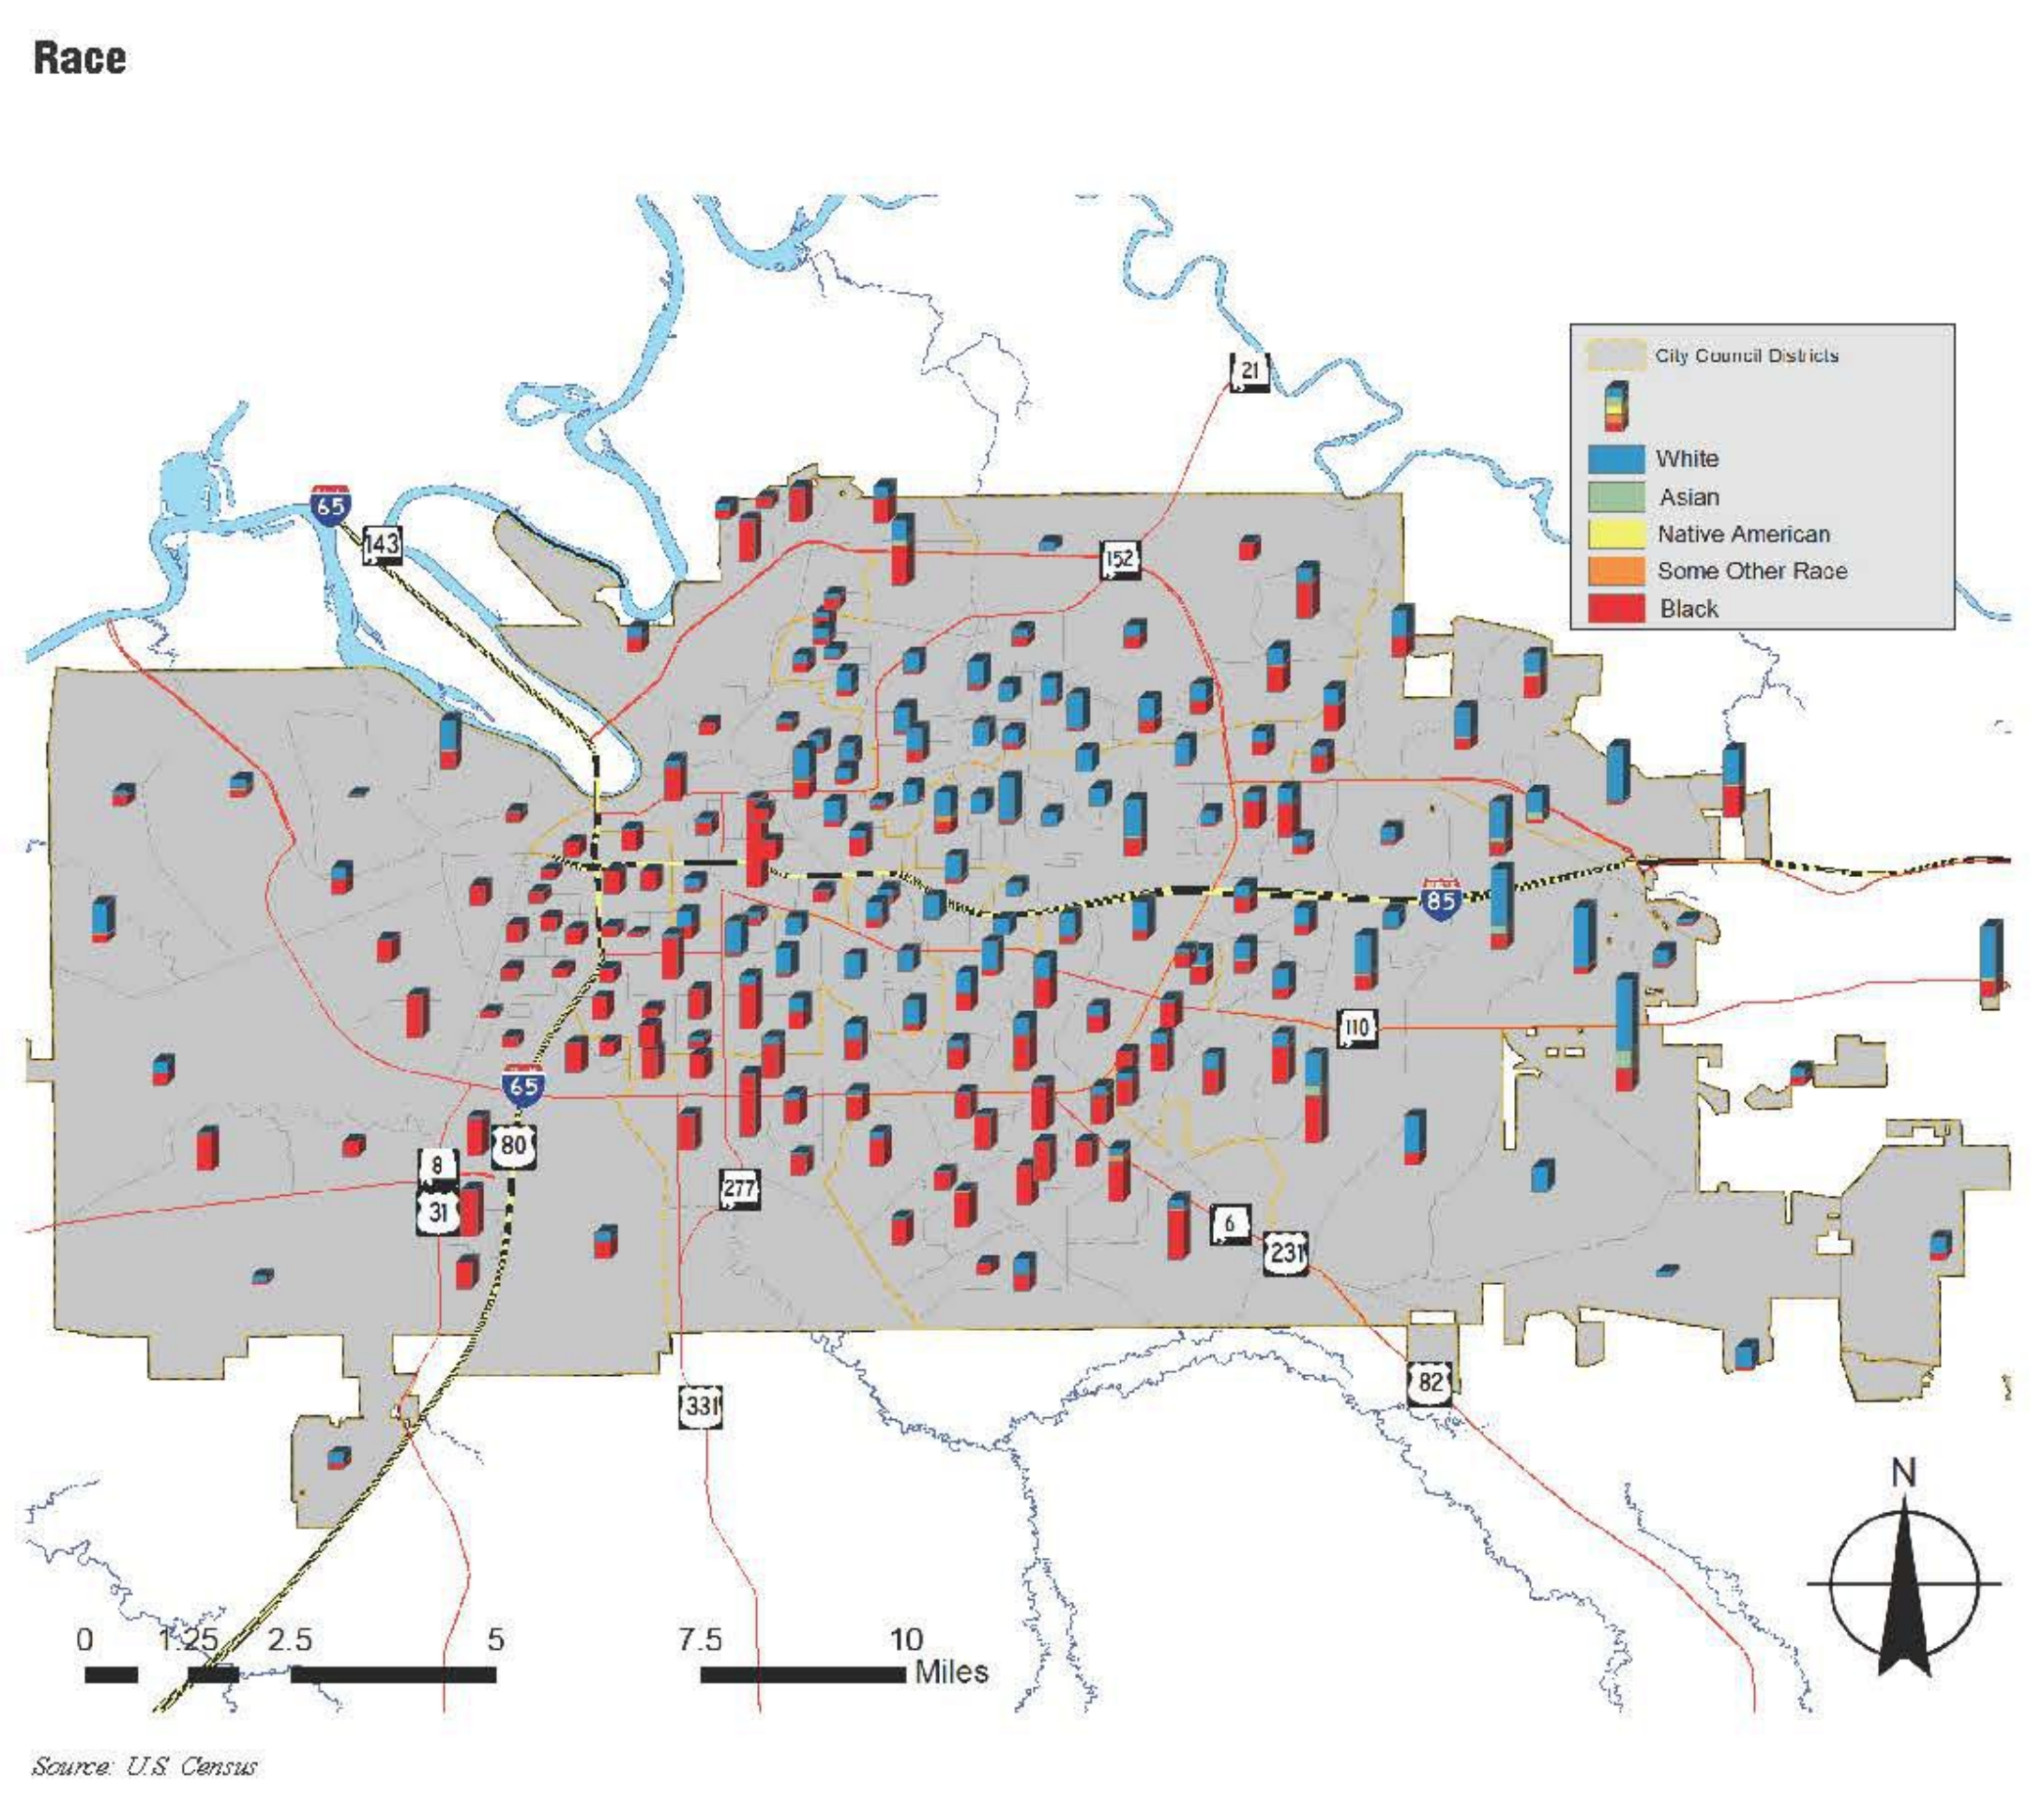 Race
21
City Council Districts
White
Asian
Native American
Some Other Race
Black
65
143
152
85
110
65
80
8
31
277
6
231
82
331
N
0 1.25 2.5 5 7.5 10
Miles
Source: U.S. Census